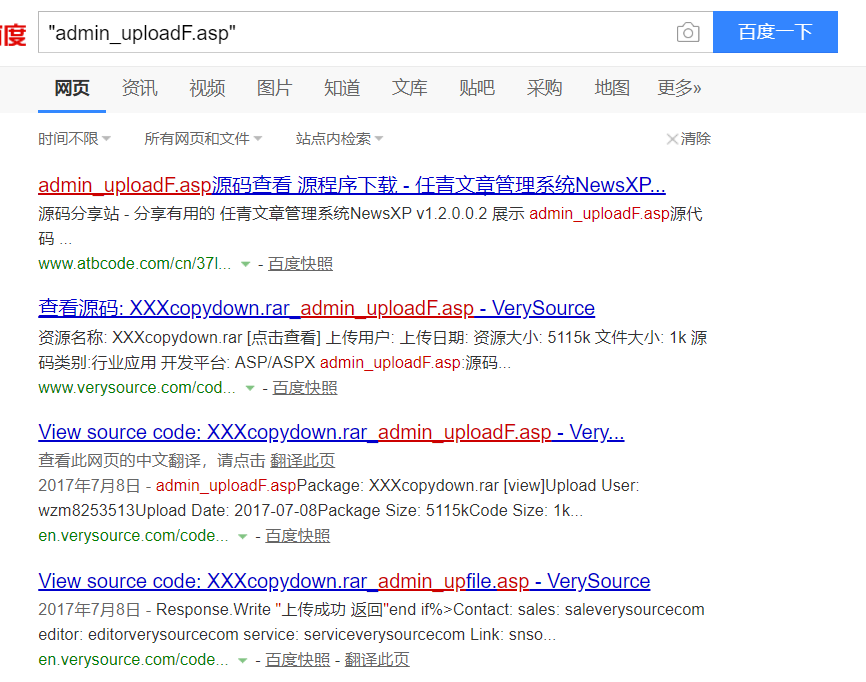 百度 "admin_uploadF.asp" 百度一下
网页 资讯 视频 图片 知道 文库 贴吧 采购 地图 更多»
时间不限 所有网页和文件 站点内检索 清除
admin_uploadF.asp源码查看 源程序下载 - 任青文章管理系统NewsXP...
源码分享站 - 分享有用的 任青文章管理系统NewsXP v1.2.0.0.2 展示 admin_uploadF.asp源代
码 ...
www.atbcode.com/cn/37l... - 百度快照
查看源码: XXXcopydown.rar_admin_uploadF.asp - VerySource
资源名称: XXXcopydown.rar [点击查看] 上传用户: 上传日期: 资源大小: 5115k 文件大小: 1k 源
码类别:行业应用 开发平台: ASP/ASPX admin_uploadF.asp:源码...
www.verysource.com/cod... - 百度快照
View source code: XXXcopydown.rar_admin_uploadF.asp - Very...
查看此网页的中文翻译，请点击 翻译此页
2017年7月8日 - admin_uploadF.aspPackage: XXXcopydown.rar [view]Upload User:
wzm8253513Upload Date: 2017-07-08Package Size: 5115kCode Size: 1k...
en.verysource.com/code... - 百度快照
View source code: XXXcopydown.rar_admin_upfile.asp - VerySource
2017年7月8日 - Response.Write "上传成功 返回"end if%>Contact: sales: saleverysourcecom
editor: editorverysourcecom service: serviceverysourcecom Link: snso...
en.verysource.com/code... - 百度快照 - 翻译此页